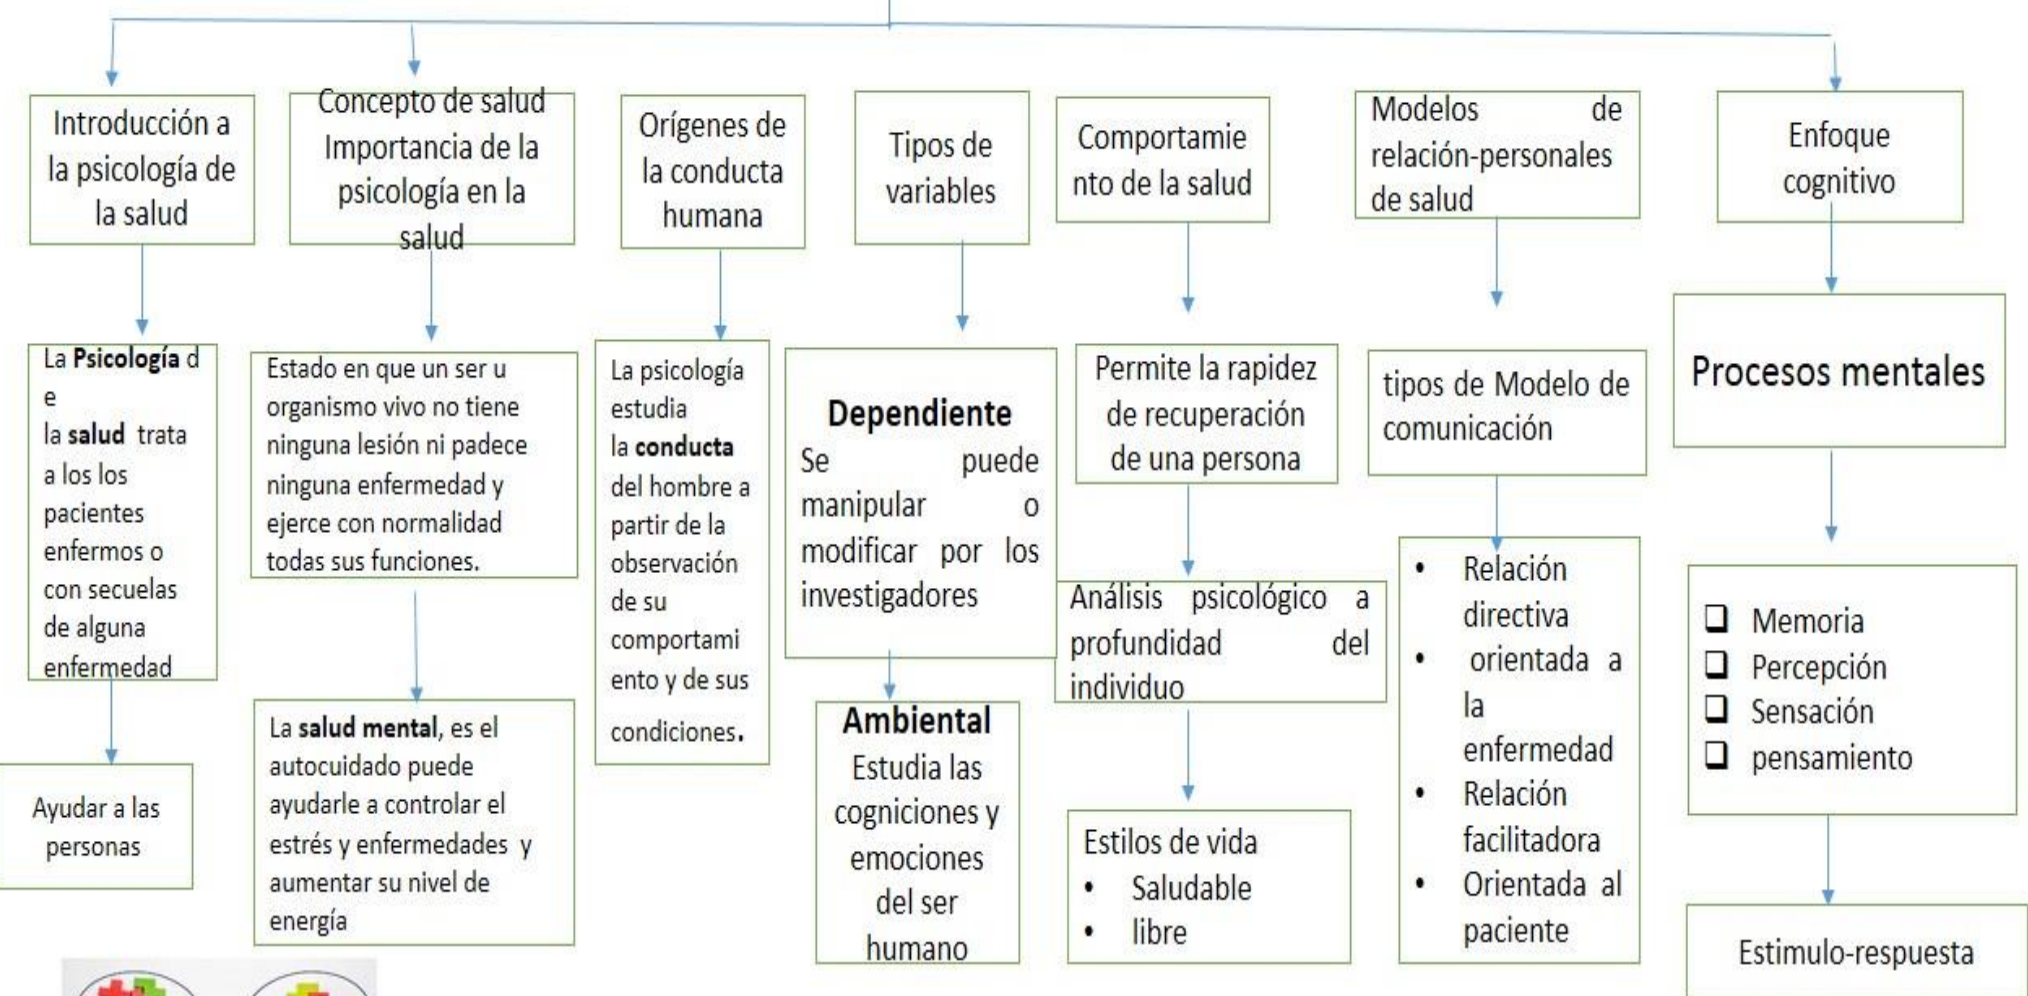 Introducción a
la psicología de
la salud
Concepto de salud
Importancia de la
psicología en la
salud
Orígenes de
la conducta
humana
Tipos de
variables
Comportamie
nto de la salud
Modelos de
relación-personales
de salud
Enfoque
cognitivo
La Psicología d
e
la salud trata
a los los
pacientes
enfermos o
con secuelas
de alguna
enfermedad
Ayudar a las
personas
Estado en que un ser u
organismo vivo no tiene
ninguna lesión ni padece
ninguna enfermedad y
ejerce con normalidad
todas sus funciones.
La salud mental, es el
autocuidado puede
ayudarle a controlar el
estrés y enfermedades y
aumentar su nivel de
energía
La psicología
estudia
la conducta
del hombre a
partir de la
observación
de su
comportami
ento y de sus
condiciones.
Dependiente
Se puede
manipular o
modificar por los
investigadores
Ambiental
Estudia las
cogniciones y
emociones
del ser
humano
Permite la rapidez
de recuperación
de una persona
Análisis psicológico a
profundidad del
individuo
Estilos de vida
• Saludable
• libre
tipos de Modelo de
comunicación
• Relación
directiva
• orientada a
la
enfermedad
• Relación
facilitadora
• Orientada al
paciente
Procesos mentales
❑ Memoria
❑ Percepción
❑ Sensación
❑ pensamiento
Estimulo-respuesta